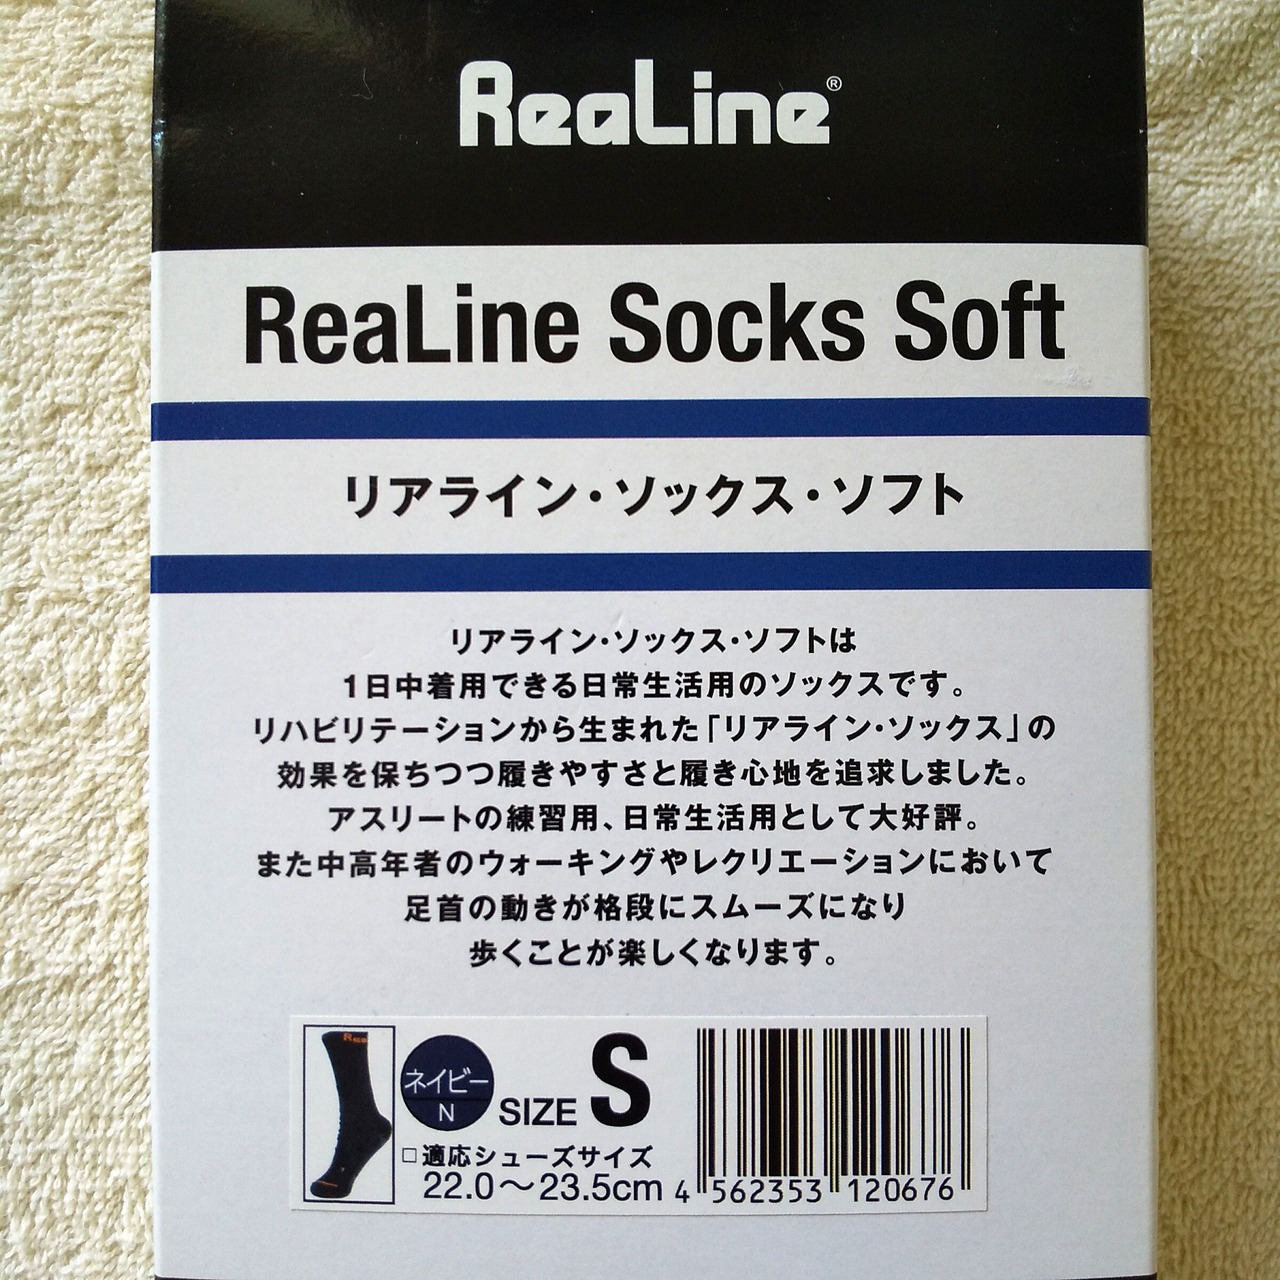 ReaLine®
ReaLine Socks Soft
リアライン・ソックス・ソフト
リアライン・ソックス・ソフトは
1日中着用できる日常生活用のソックスです。
リハビリテーションから生まれた「リアライン・ソックス」の
効果を保ちつつ履きやすさと履き心地を追求しました。
アスリートの練習用、日常生活用として大好評。
また中高年者のウォーキングやレクリエーションにおいて
足首の動きが格段にスムーズになり
歩くことが楽しくなります。
ネイビー
N
SIZE S
□適応シューズサイズ
22.0〜23.5cm
4 562353 120676